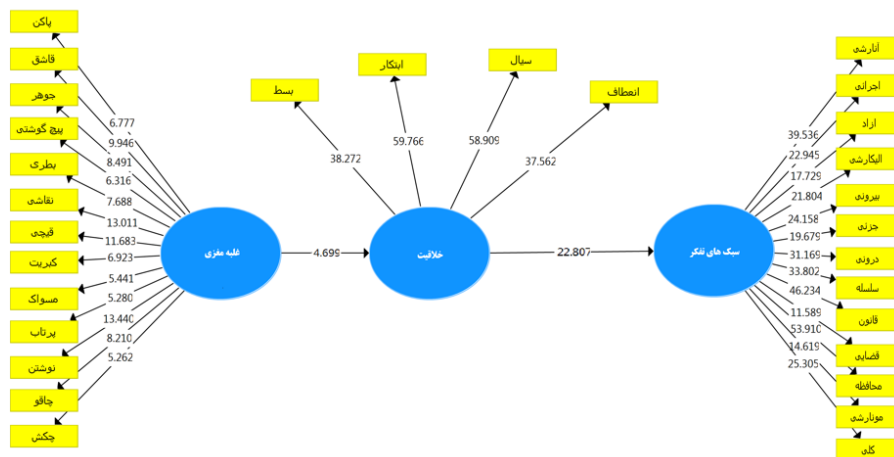 پاکن
قاشق
جوهر
پیچ گوشتی
بطری
نقاشی
قیچی
کبریت
مسواک
پرتاب
نوشتن
چاقو
چکش
6.777
9.946
8.491
6.316
7.688
13.011
11.683
6.923
5.441
5.280
13.440
8.210
5.262
غلبه مغزی
4.699
بسط
ابتکار
سیال
انعطاف
38.272
59.766
58.909
37.562
خلاقیت
22.807
سبک های تفکر
39.536
22.945
17.729
21.804
24.158
19.679
31.169
33.802
46.234
11.589
53.910
14.619
25.305
آنارشی
اجرائی
ازاد
الیگارشی
بیرونی
جزئی
درونی
سلسله
قانون
قضایی
محافظه
مونارشی
کلی